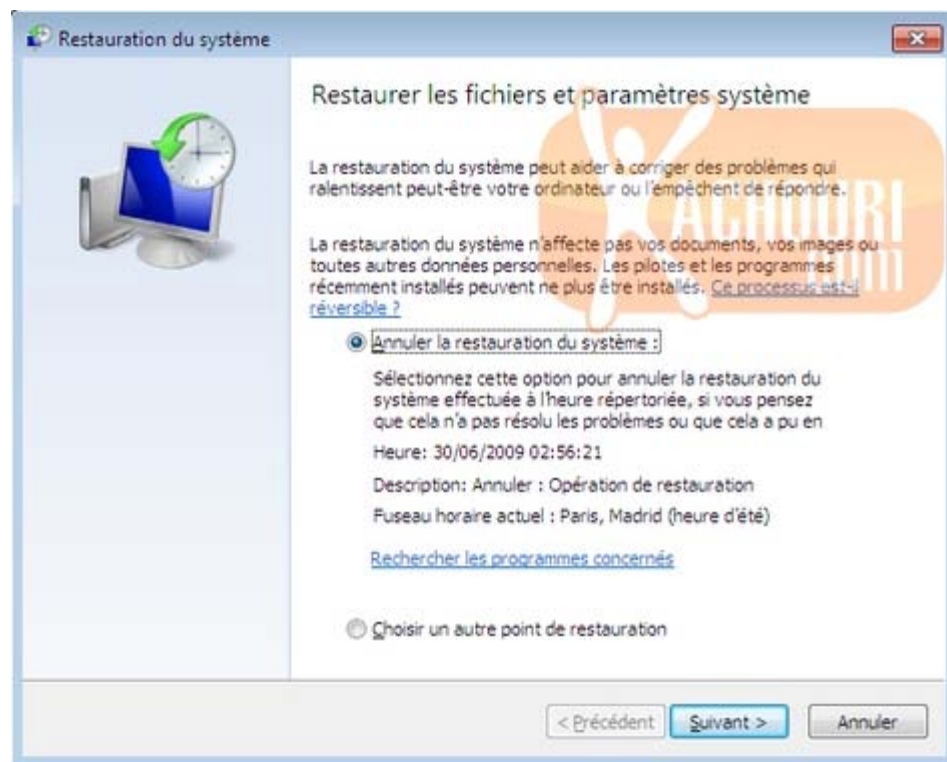 Restauration du système
Restaurer les fichiers et paramètres système
La restauration du système peut aider à corriger des problèmes qui
ralentissent peut-être votre ordinateur ou l'empêchent de répondre.
La restauration du système n'affecte pas vos documents, vos images ou
toutes autres données personnelles. Les pilotes et les programmes
récemment installés peuvent ne plus être installés. Ce processus est-il
réversible ?
Annuler la restauration du système :
Sélectionnez cette option pour annuler la restauration du
système effectuée à l'heure répertoriée, si vous pensez
que cela n'a pas résolu les problèmes ou que cela a pu en
Heure: 30/06/2009 02:56:21
Description: Annuler : Opération de restauration
Fuseau horaire actuel : Paris, Madrid (heure d'été)
Rechercher les programmes concernés
Choisir un autre point de restauration
< Précédent
Suivant >
Annuler
KACHOURI
.com